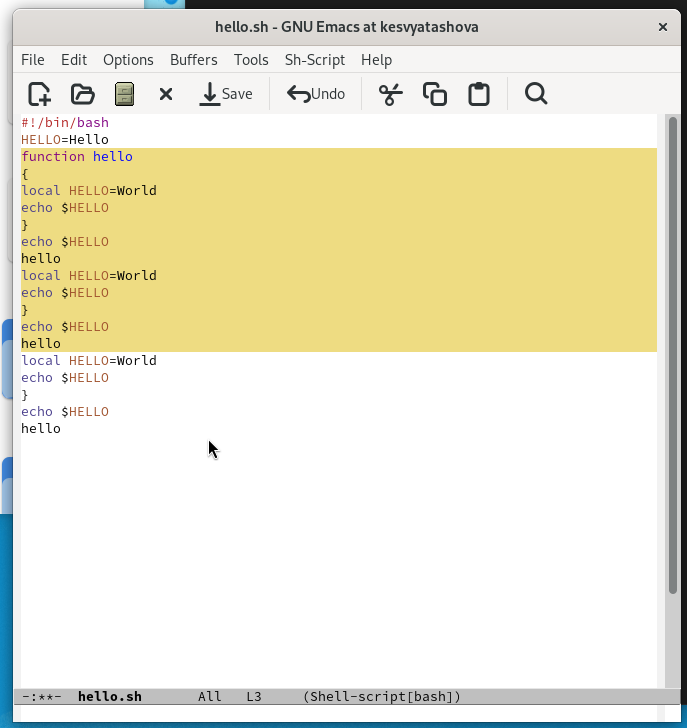 hello.sh - GNU Emacs at kesvyatashova
File Edit Options Buffers Tools Sh-Script Help
Save Undo
#!/bin/bash
HELLO=Hello
function hello
{
local HELLO=World
echo $HELLO
}
echo $HELLO
hello
local HELLO=World
echo $HELLO
}
echo $HELLO
hello
local HELLO=World
echo $HELLO
}
echo $HELLO
hello
-:**- hello.sh All L3 (Shell-script[bash])